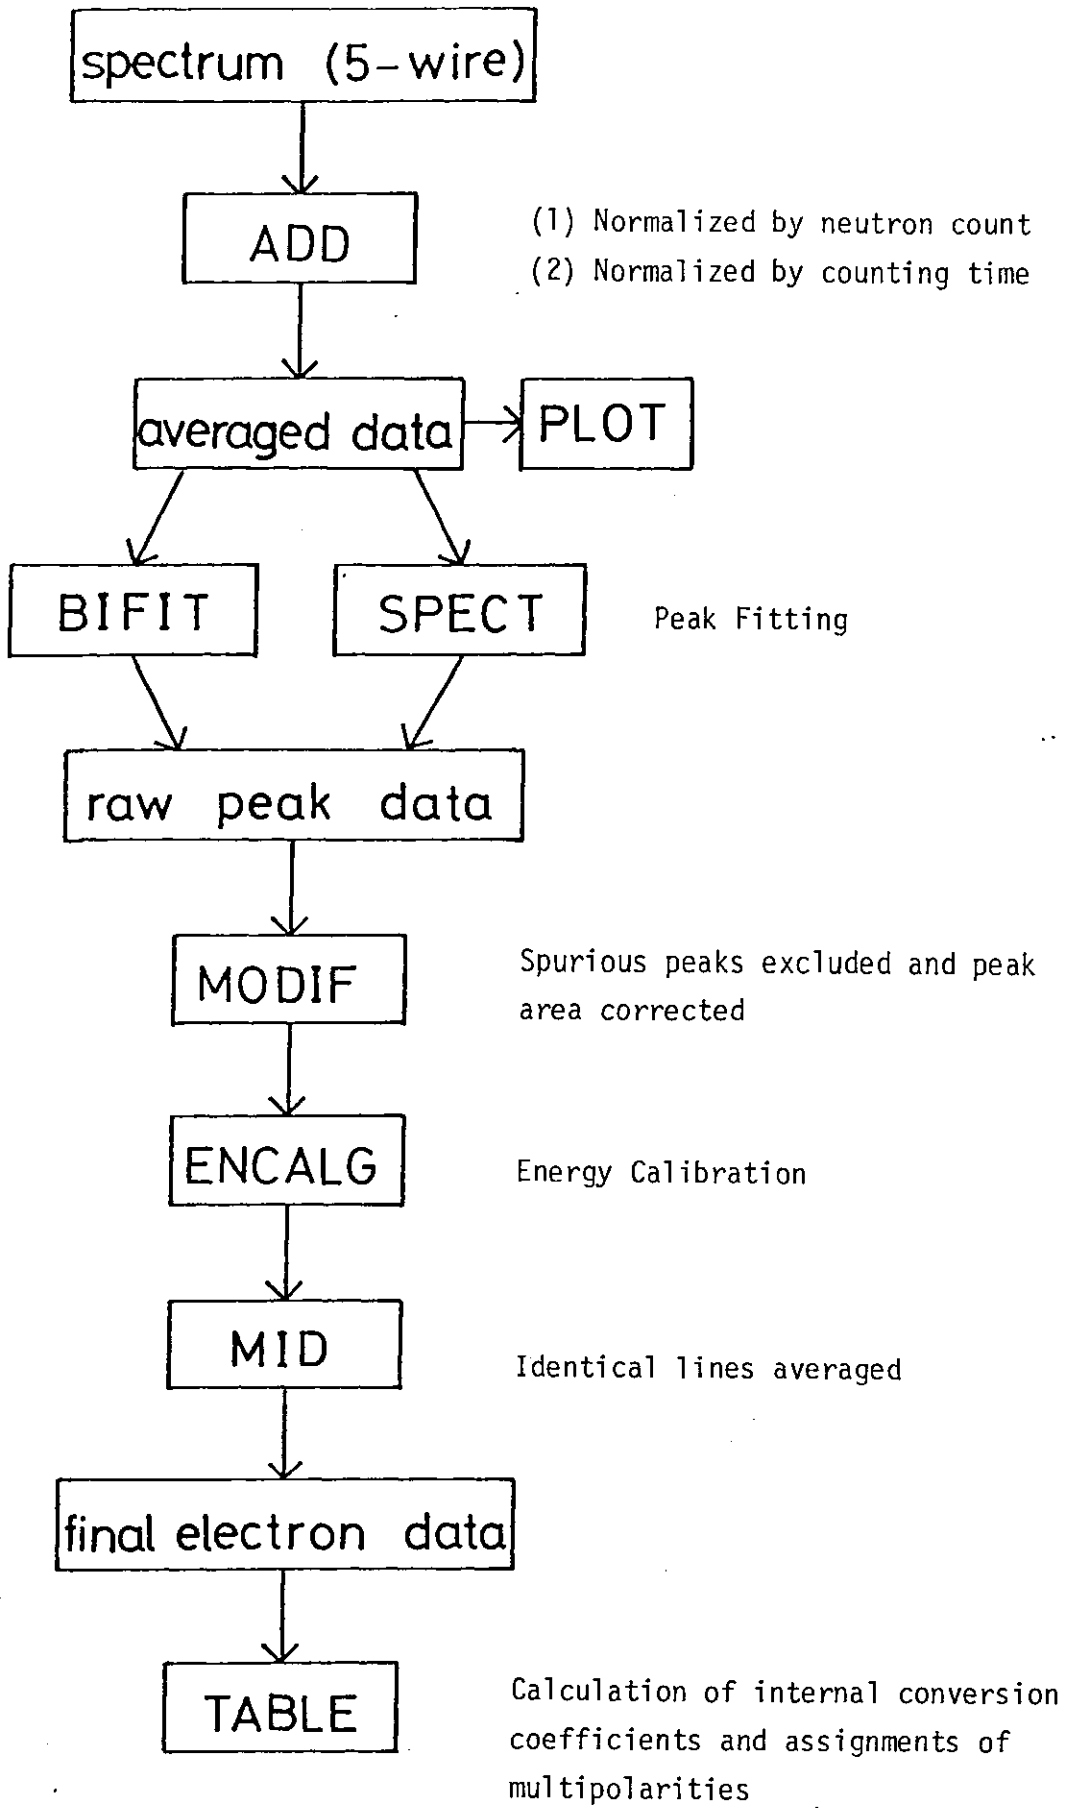 spectrum (5-wire)
ADD
(1) Normalized by neutron count
(2) Normalized by counting time
averaged data
PLOT
BIFIT
SPECT
Peak Fitting
raw peak data
MODIF
Spurious peaks excluded and peak
area corrected
ENCALG
Energy Calibration
MID
Identical lines averaged
final electron data
TABLE
Calculation of internal conversion
coefficients and assignments of
multipolarities